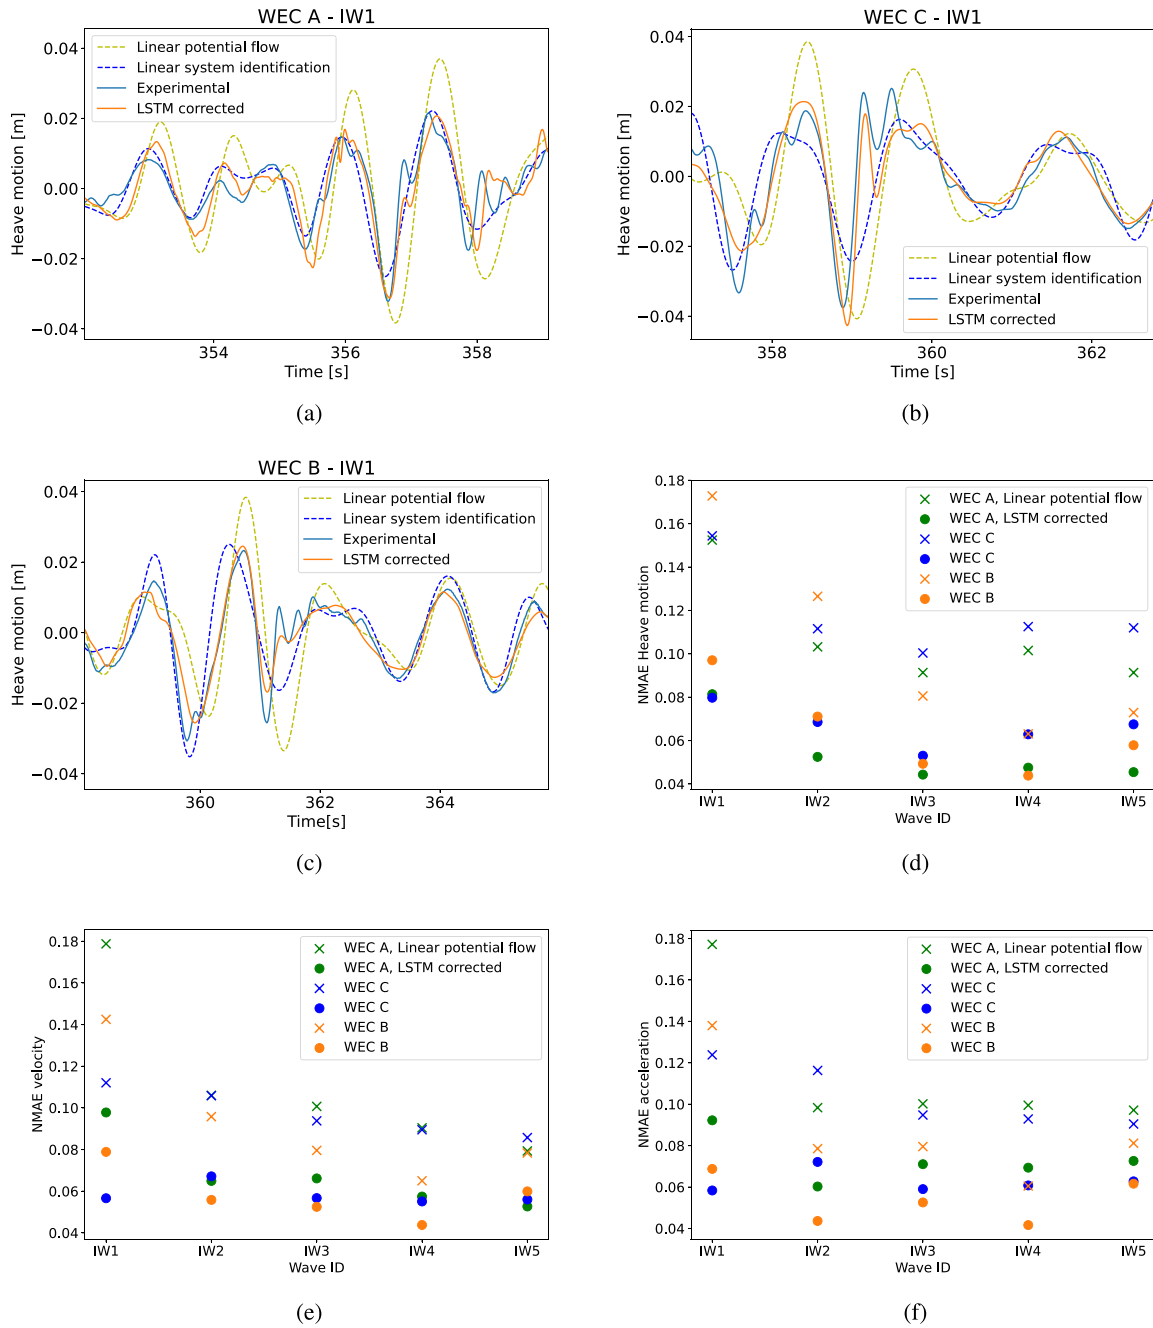 WEC A - IW1
0.04
0.02
0.00
−0.02
−0.04
Heave motion [m]
Linear potential flow
Linear system identification
Experimental
LSTM corrected
354
356
358
Time [s]
(a)
WEC C - IW1
0.04
0.02
0.00
−0.02
−0.04
Heave motion [m]
Linear potential flow
Linear system identification
Experimental
LSTM corrected
358
360
362
Time [s]
(b)
WEC B - IW1
0.04
0.02
0.00
−0.02
−0.04
Heave motion [m]
Linear potential flow
Linear system identification
Experimental
LSTM corrected
360
362
364
Time[s]
(c)
0.18
0.16
0.14
0.12
0.10
0.08
0.06
0.04
NMAE Heave motion
WEC A, Linear potential flow
WEC A, LSTM corrected
WEC C
WEC C
WEC B
WEC B
IW1
IW2
IW3
IW4
IW5
Wave ID
(d)
0.18
0.16
0.14
0.12
0.10
0.08
0.06
0.04
NMAE velocity
WEC A, Linear potential flow
WEC A, LSTM corrected
WEC C
WEC C
WEC B
WEC B
IW1
IW2
IW3
IW4
IW5
Wave ID
(e)
0.18
0.16
0.14
0.12
0.10
0.08
0.06
0.04
NMAE acceleration
WEC A, Linear potential flow
WEC A, LSTM corrected
WEC C
WEC C
WEC B
WEC B
IW1
IW2
IW3
IW4
IW5
Wave ID
(f)